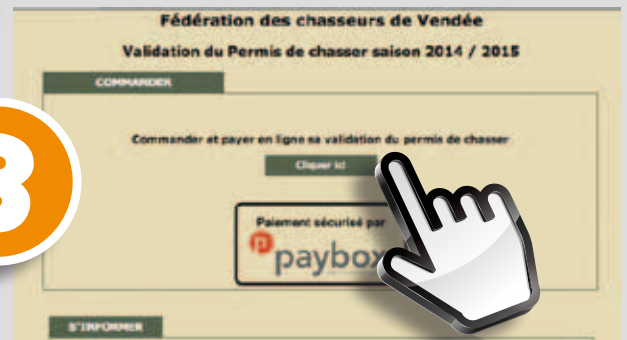 Fédération des chasseurs de Vendée
Validation du Permis de chasser saison 2014 / 2015
COMMANDER
3
Commander et payer en ligne sa validation du permis de chasser
Cliquer ici
Paiement sécurisé par
paybox
S'INFORMER